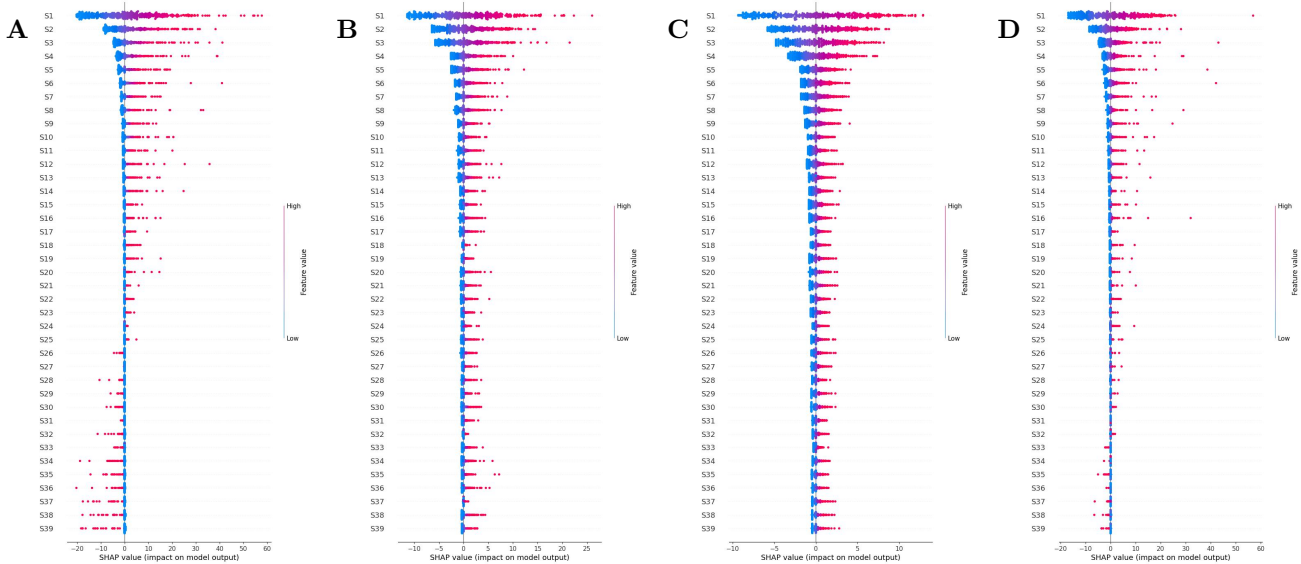 A
S1
S2
S3
S4
S5
S6
S7
S8
S9
S10
S11
S12
S13
S14
S15
S16
S17
S18
S19
S20
S21
S22
S23
S24
S25
S26
S27
S28
S29
S30
S31
S32
S33
S34
S35
S36
S37
S38
S39
−20 −10 0 10 20 30 40 50 60
SHAP value (impact on model output)
High
Feature value
Low
B
S1
S2
S3
S4
S5
S6
S7
S8
S9
S10
S11
S12
S13
S14
S15
S16
S17
S18
S19
S20
S21
S22
S23
S24
S25
S26
S27
S28
S29
S30
S31
S32
S33
S34
S35
S36
S37
S38
S39
−10 −5 0 5 10 15 20 25
SHAP value (impact on model output)
High
Feature value
Low
C
S1
S2
S3
S4
S5
S6
S7
S8
S9
S10
S11
S12
S13
S14
S15
S16
S17
S18
S19
S20
S21
S22
S23
S24
S25
S26
S27
S28
S29
S30
S31
S32
S33
S34
S35
S36
S37
S38
S39
−10 −5 0 5 10
SHAP value (impact on model output)
High
Feature value
Low
D
S1
S2
S3
S4
S5
S6
S7
S8
S9
S10
S11
S12
S13
S14
S15
S16
S17
S18
S19
S20
S21
S22
S23
S24
S25
S26
S27
S28
S29
S30
S31
S32
S33
S34
S35
S36
S37
S38
S39
−20 −10 0 10 20 30 40 50 60
SHAP value (impact on model output)
High
Feature value
Low